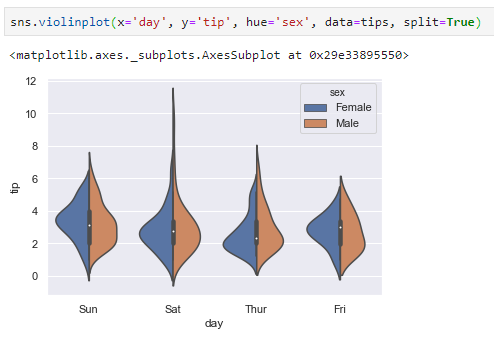 sns.violinplot(x='day', y='tip', hue='sex', data=tips, split=True)
<matplotlib.axes._subplots.AxesSubplot at 0x29e33895550>
12
sex
Female
10
Male
8
6
tip
4
2
0
Sun Sat Thur Fri
day